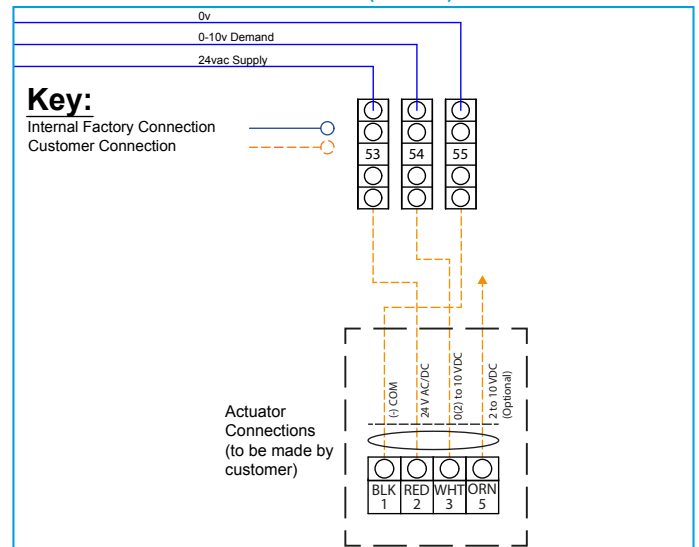 0v
0-10v Demand
24vac Supply
Key:
Internal Factory Connection
Customer Connection
53 54 55
(-) COM
24 V AC/DC
0(2) to 10 VDC
2 to 10 VDC
(Optional)
Actuator
Connections
(to be made by
customer)
BLK RED WHT ORN
1 2 3 5